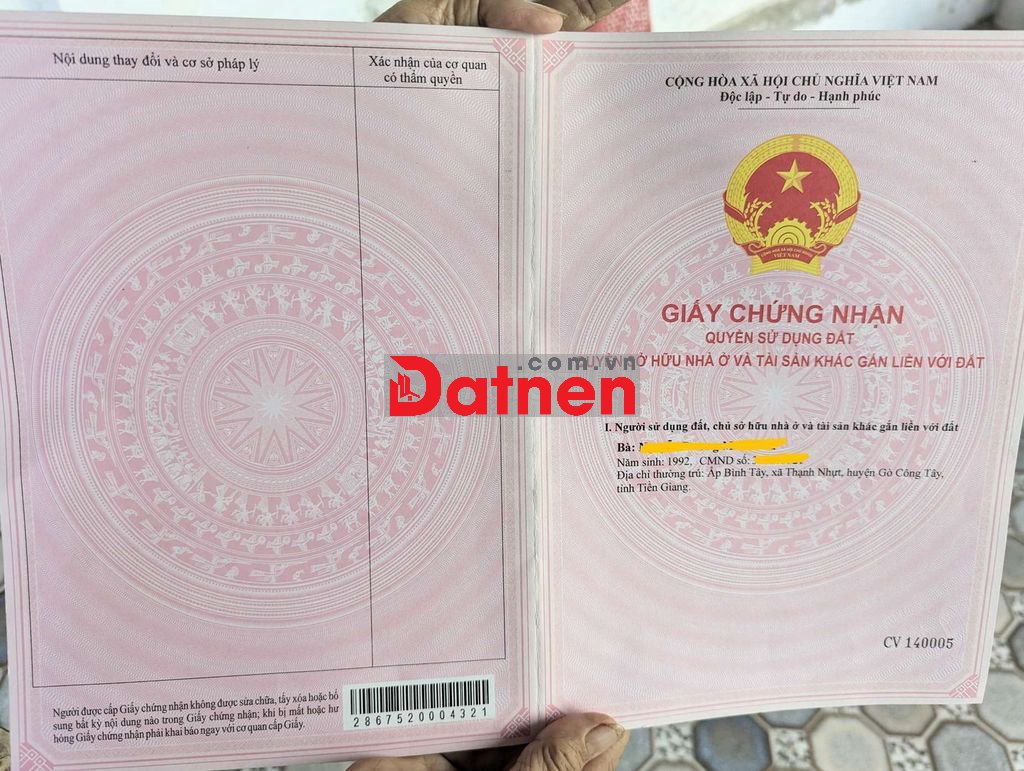 Nội dung thay đổi và cơ sở pháp lý
Xác nhận của cơ quan
có thẩm quyền
Người được cấp Giấy chứng nhận không được sửa chữa, tẩy xóa hoặc bổ
sung bất kỳ nội dung nào trong Giấy chứng nhận; khi bị mất hoặc hư
hỏng Giấy chứng nhận phải khai báo ngay với cơ quan cấp Giấy.
2867520004321
CỘNG HÒA XÃ HỘI CHỦ NGHĨA VIỆT NAM
Độc lập - Tự do - Hạnh phúc
VIỆT NAM
GIẤY CHỨNG NHẬN
QUYỀN SỬ DỤNG ĐẤT
HỮU NHÀ Ở VÀ TÀI SẢN KHÁC GẮN LIỀN VỚI ĐẤT
.com.vn
Datnen
I. Người sử dụng đất, chủ sở hữu nhà ở và tài sản khác gắn liền với đất
Bà:
Năm sinh: 1992, CMND số:
Địa chỉ thường trú: Ấp Bình Tây, xã Thạnh Nhựt, huyện Gò Công Tây,
tỉnh Tiền Giang.
CV 140005